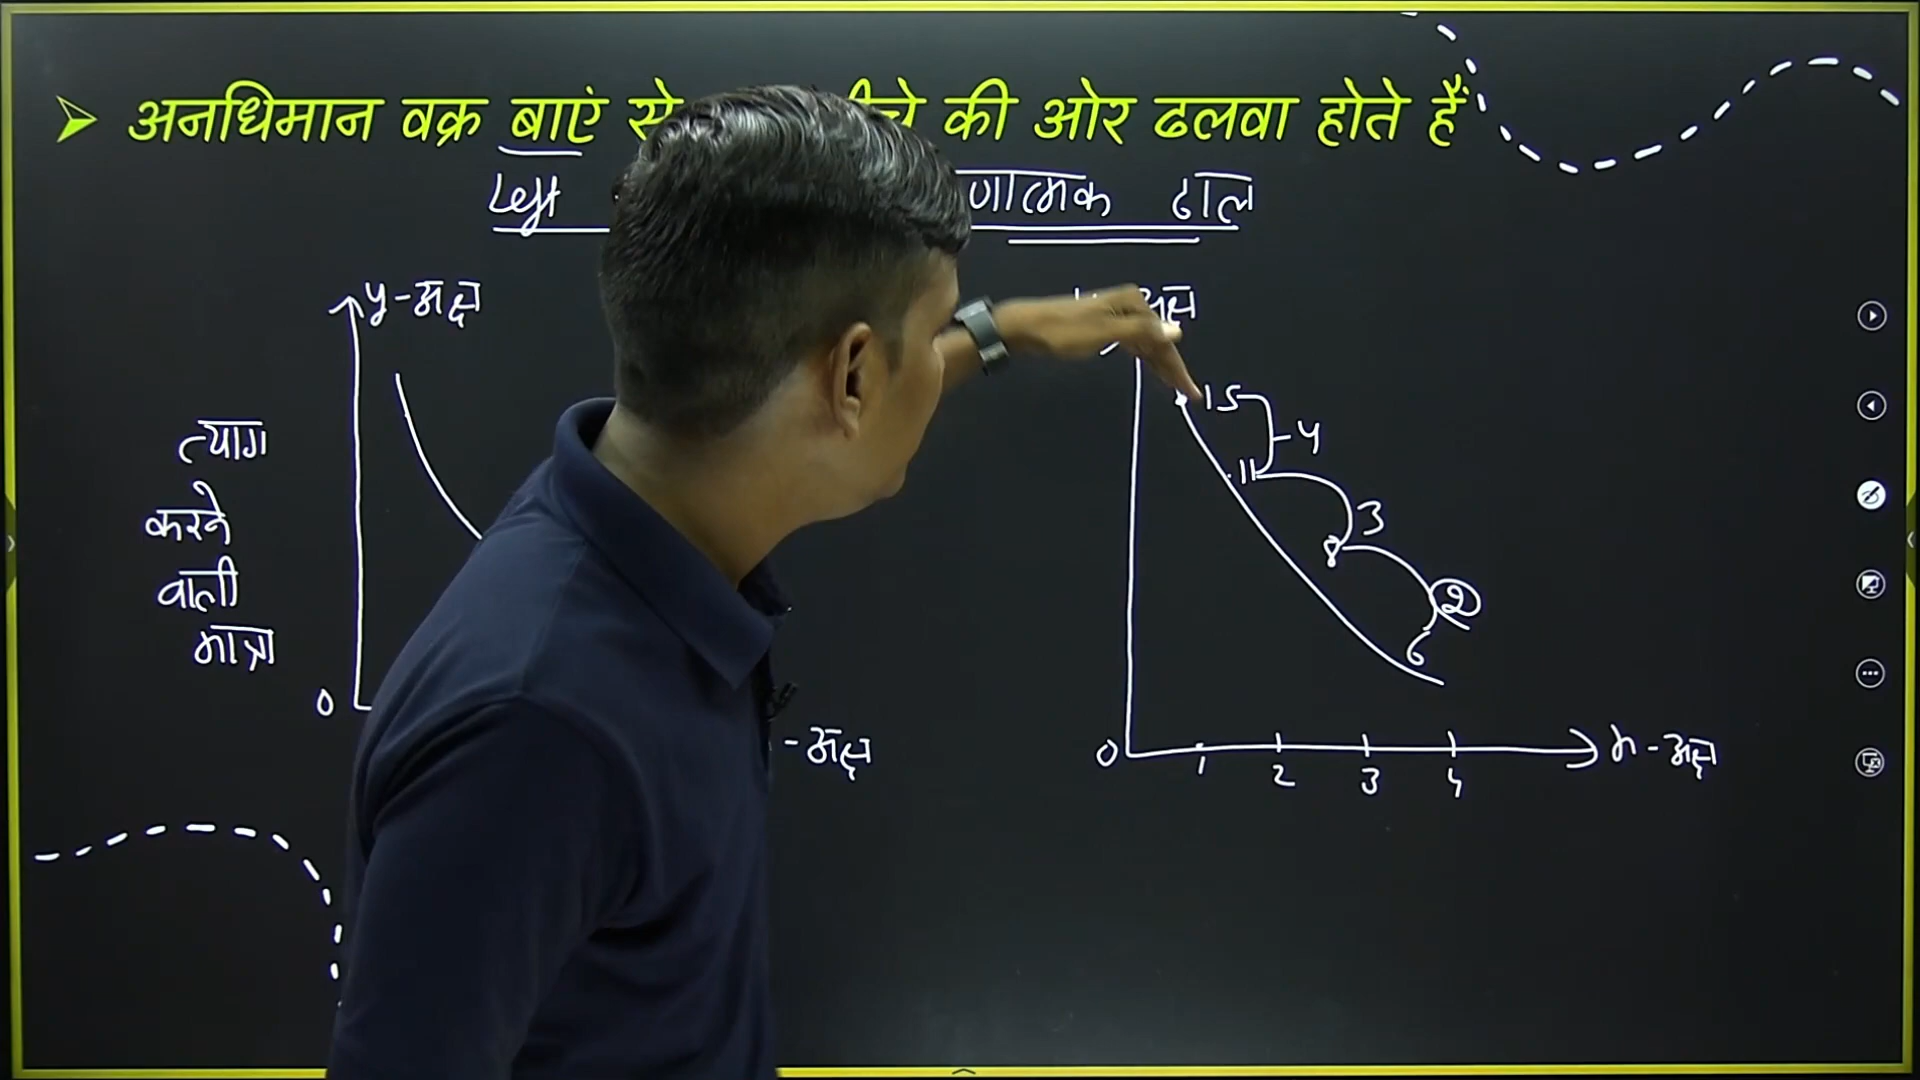 अनधिमान वक्र बाएं से की ओर ढलवा होते हैं
Left णात्मक ढाल
y-अक्ष
अक्ष
त्याग
करने
वाली
मात्रा
15
4
11
3
8
2
6
0
-अक्ष
0
1 2 3 4
-अक्ष